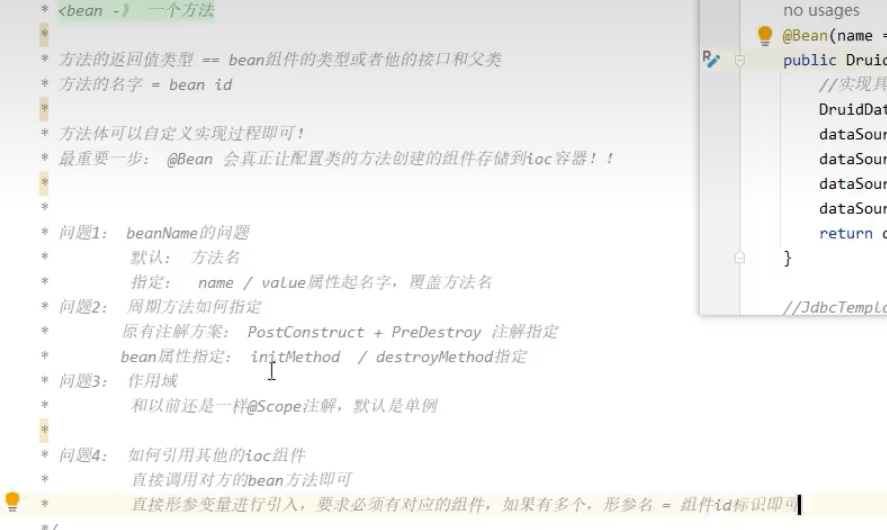 * <bean -》 一个方法
*
* 方法的返回值类型 == bean组件的类型或者他的接口和父类
* 方法的名字 = bean id
*
* 方法体可以自定义实现过程即可！
* 最重要一步： @Bean 会真正让配置类的方法创建的组件存储到ioc容器！！
*
*
* 问题1： beanName的问题
* 默认： 方法名
* 指定： name / value属性起名字，覆盖方法名
* 问题2： 周期方法如何指定
* 原有注解方案： PostConstruct + PreDestroy 注解指定
* bean属性指定： initMethod / destroyMethod指定
* 问题3： 作用域
* 和以前还是一样@Scope注解，默认是单例
*
* 问题4： 如何引用其他的ioc组件
* 直接调用对方的bean方法即可
* 直接形参变量进行引入，要求必须有对应的组件，如果有多个，形参名 = 组件id标识即可
*/
no usages
@Bean(name =
public Druid
//实现具
DruidDat
dataSour
dataSour
dataSour
dataSour
return d
}
//JdbcTempla